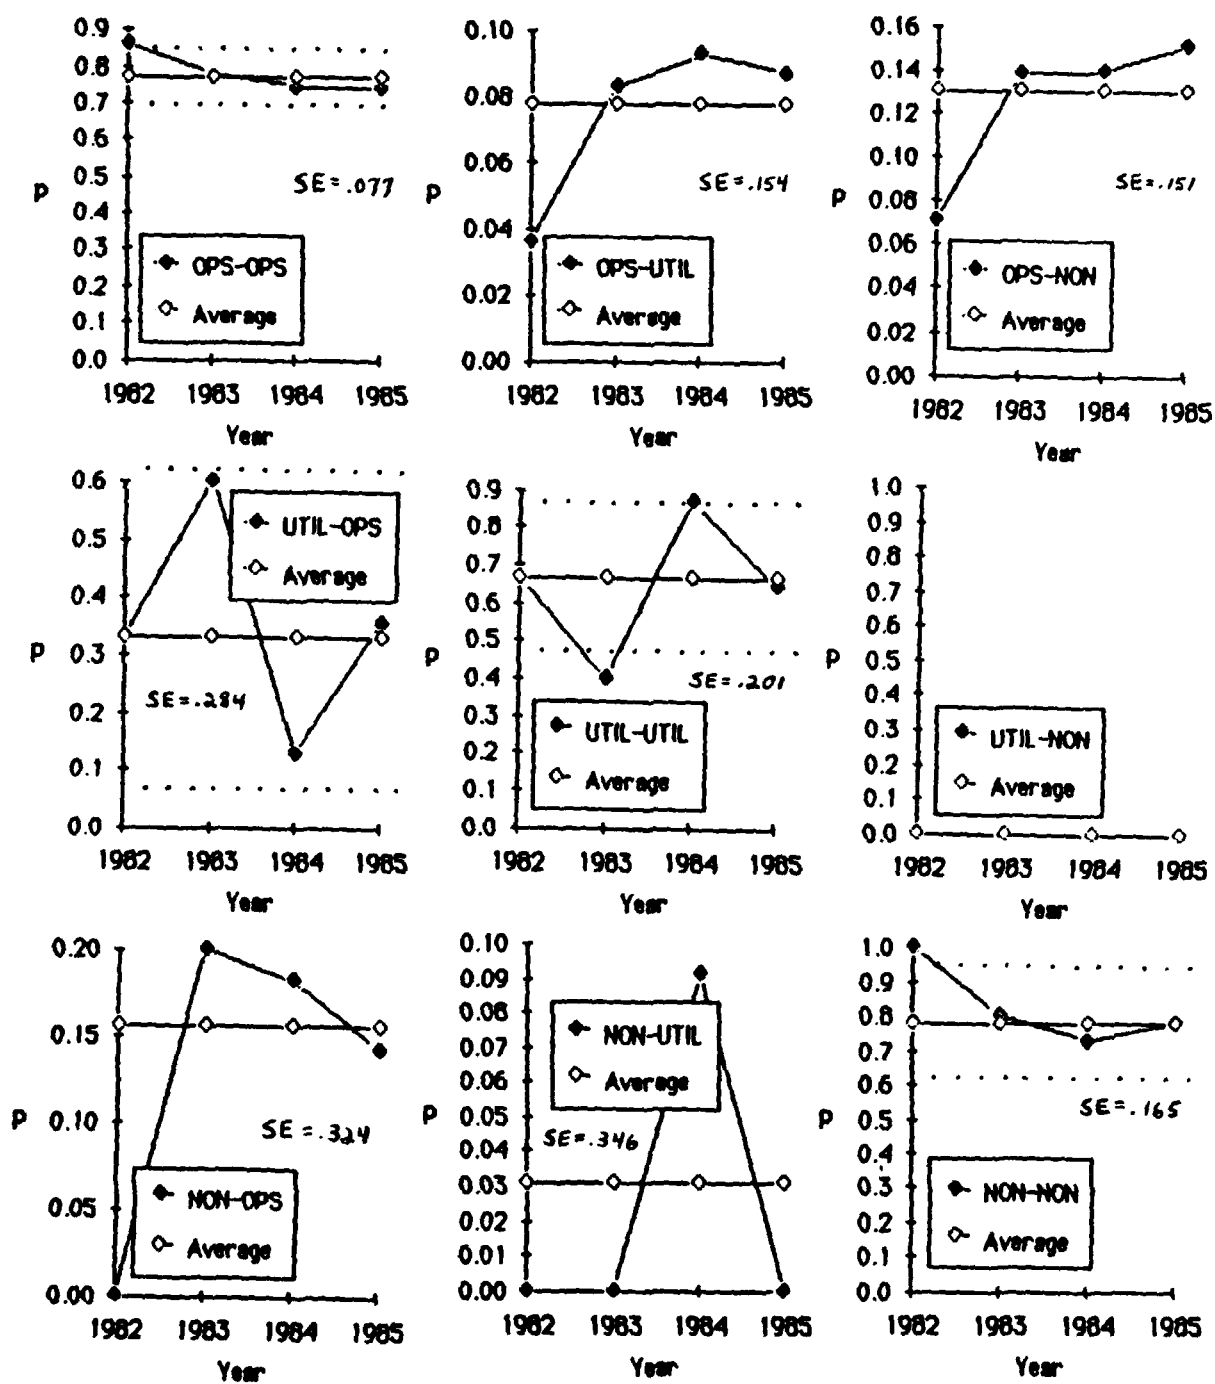 0.9
0.8
0.7
0.6
0.5
0.4
0.3
0.2
0.1
0.0
P
SE=.077
OPS-OPS
Average
1982 1983 1984 1985
Year
0.10
0.08
0.06
0.04
0.02
0.00
P
SE=.154
OPS-UTIL
Average
1982 1983 1984 1985
Year
0.16
0.14
0.12
0.10
0.08
0.06
0.04
0.02
0.00
P
SE=.151
OPS-NON
Average
1982 1983 1984 1985
Year
0.6
0.5
0.4
0.3
0.2
0.1
0.0
P
UTIL-OPS
Average
SE=.284
1982 1983 1984 1985
Year
0.9
0.8
0.7
0.6
0.5
0.4
0.3
0.2
0.1
0.0
P
SE=.201
UTIL-UTIL
Average
1982 1983 1984 1985
Year
1.0
0.9
0.8
0.7
0.6
0.5
0.4
0.3
0.2
0.1
0.0
P
UTIL-NON
Average
1982 1983 1984 1985
Year
0.20
0.15
0.10
0.05
0.00
P
SE=.324
NON-OPS
Average
1982 1983 1984 1985
Year
0.10
0.09
0.08
0.07
0.06
0.05
0.04
0.03
0.02
0.01
0.00
P
NON-UTIL
Average
SE=.346
1982 1983 1984 1985
Year
1.0
0.9
0.8
0.7
0.6
0.5
0.4
0.3
0.2
0.1
0.0
P
SE=.165
NON-NON
Average
1982 1983 1984 1985
Year